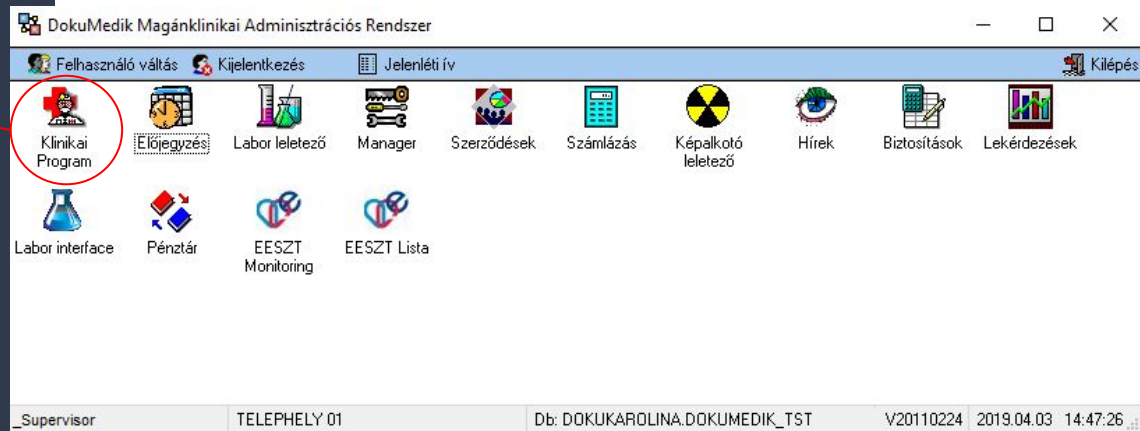 DokuMedik Magánklinikai Adminisztrációs Rendszer
Felhasználó váltás Kijelentkezés Jelenléti ív Kilépés
Klinikai Program
Előjegyzés
Labor leletező
Manager
Szerződések
Számlázás
Képalkotó leletező
Hírek
Biztosítások
Lekérdezések
Labor interface
Pénztár
EESZT Monitoring
EESZT Lista
_Supervisor TELEPHELY 01 Db: DOKUKAROLINA.DOKUMEDIK_TST V20110224 2019.04.03 14:47:26